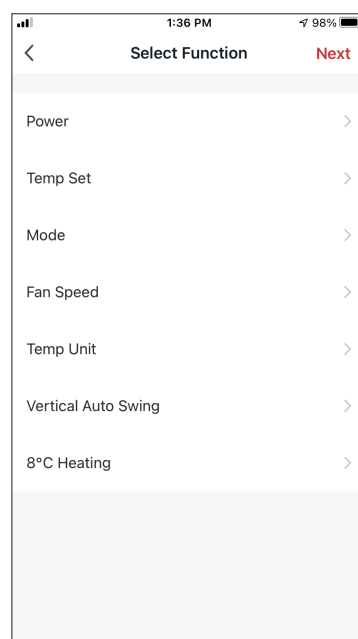 1:36 PM 98%
Select Function Next
Power
Temp Set
Mode
Fan Speed
Temp Unit
Vertical Auto Swing
8°C Heating